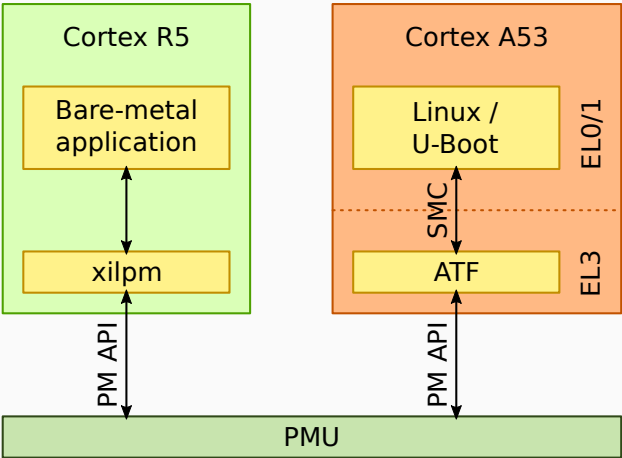 Cortex R5
Bare-metal
application
xilpm
PM API
Cortex A53
Linux /
U-Boot
EL0/1
SMC
ATF
EL3
PM API
PMU